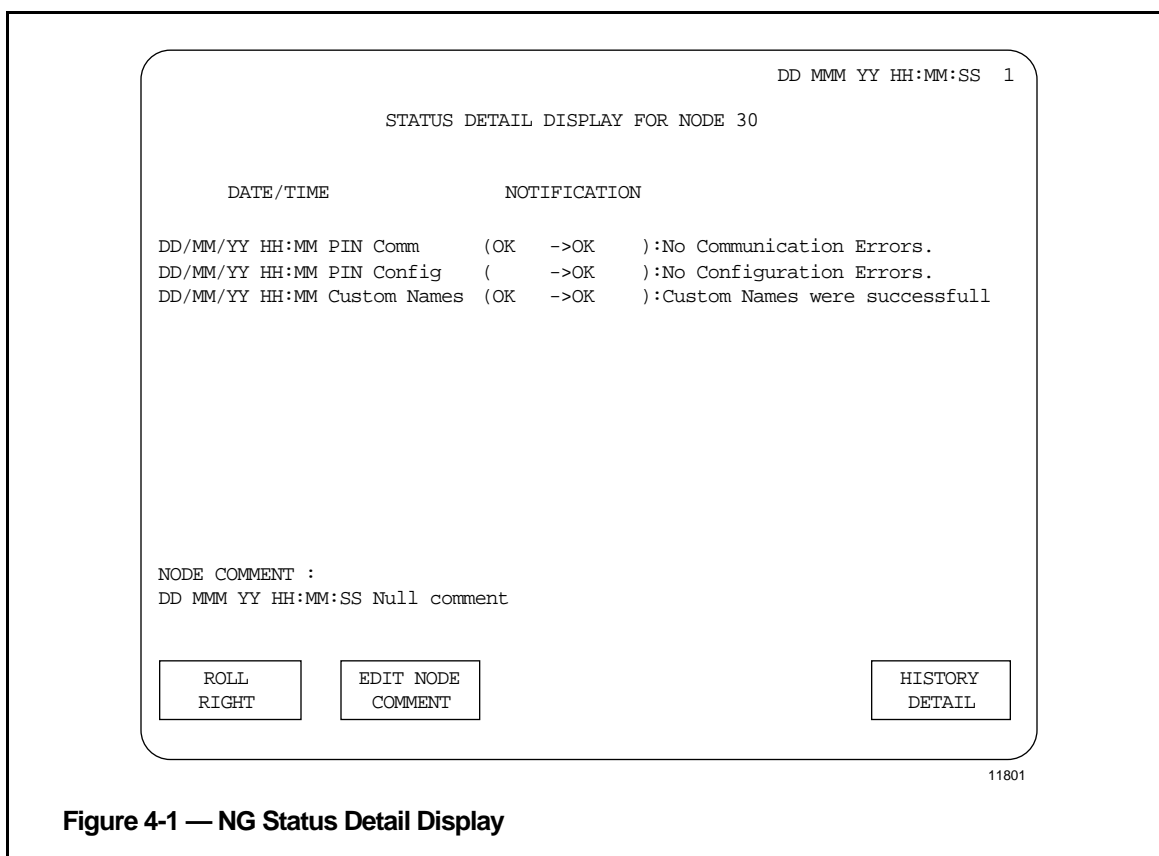 DD MMM YY HH:MM:SS 1
STATUS DETAIL DISPLAY FOR NODE 30
DATE/TIME NOTIFICATION
DD/MM/YY HH:MM PIN Comm (OK ->OK ):No Communication Errors.
DD/MM/YY HH:MM PIN Config ( ->OK ):No Configuration Errors.
DD/MM/YY HH:MM Custom Names (OK ->OK ):Custom Names were successfull
NODE COMMENT :
DD MMM YY HH:MM:SS Null comment
ROLL RIGHT
EDIT NODE COMMENT
HISTORY DETAIL
11801
Figure 4-1 — NG Status Detail Display